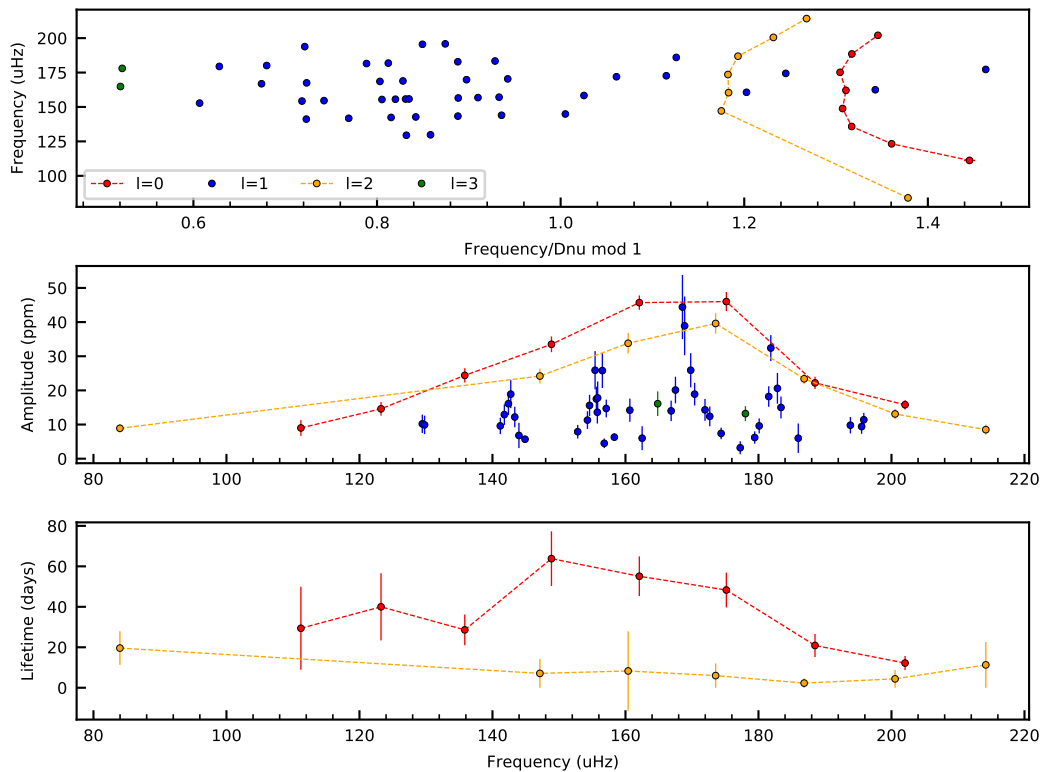 Frequency (uHz)
200
175
150
125
100
l=0 l=1 l=2 l=3
0.6 0.8 1.0 1.2 1.4
Frequency/Dnu mod 1
Amplitude (ppm)
50
40
30
20
10
0
80 100 120 140 160 180 200 220
Lifetime (days)
80
60
40
20
0
80 100 120 140 160 180 200 220
Frequency (uHz)